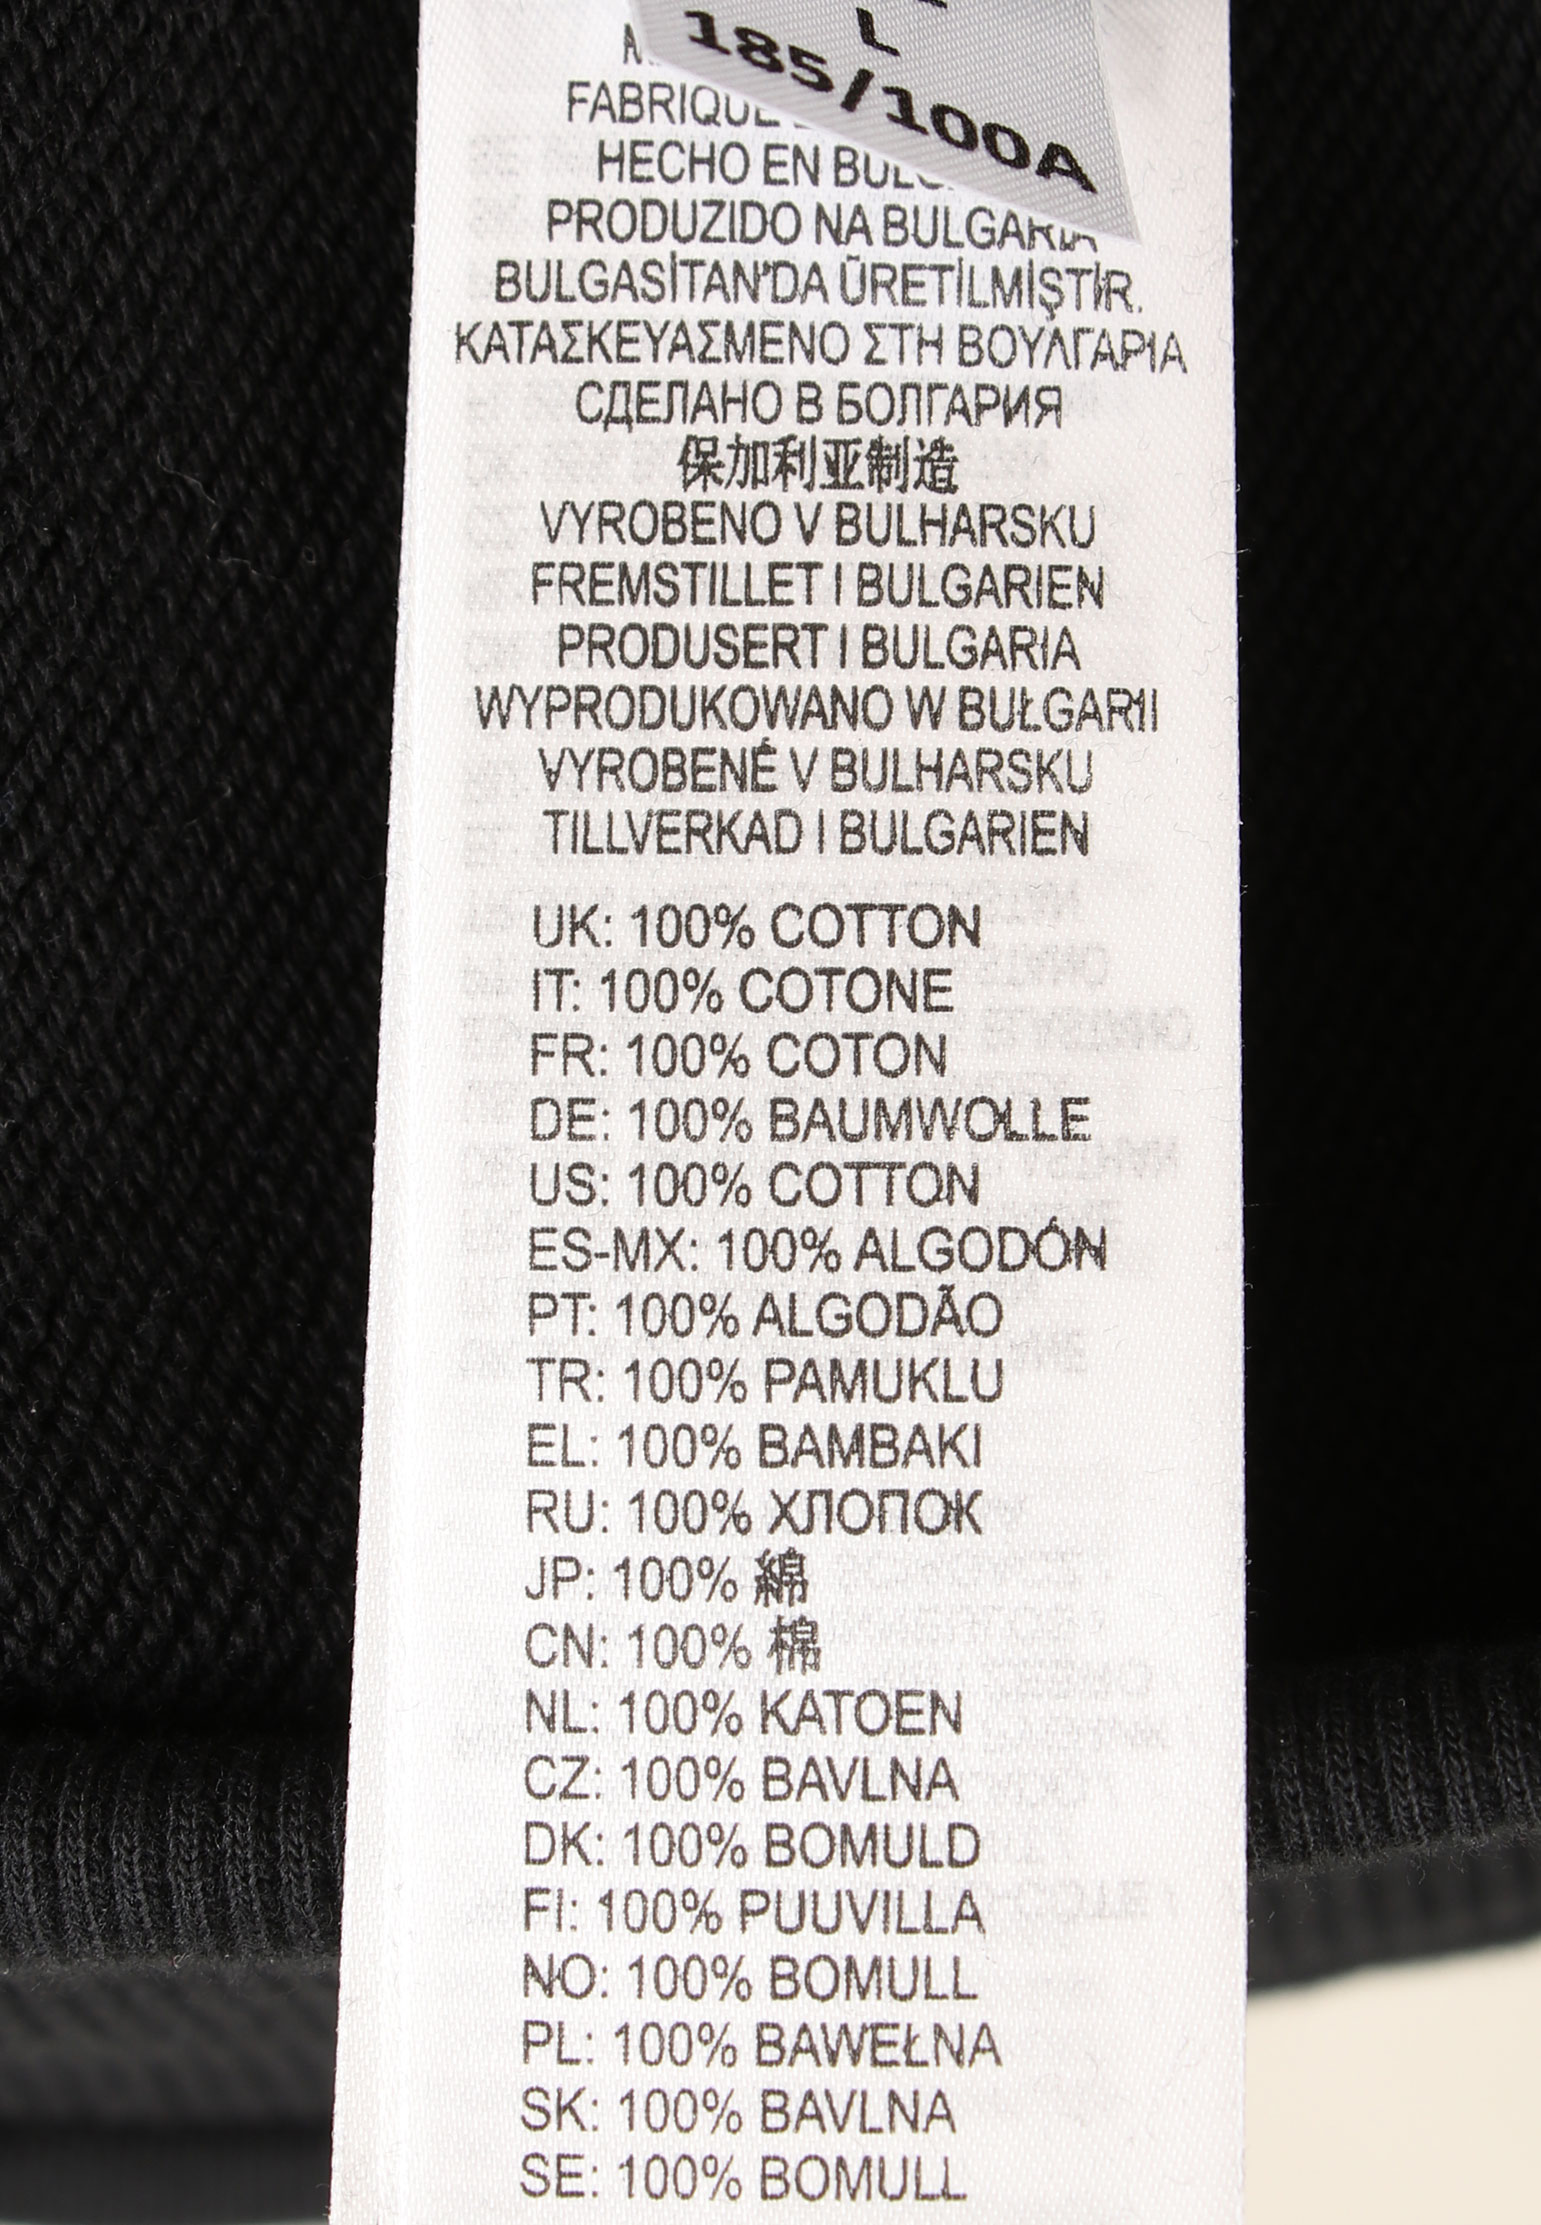 L
185/100A
FABRIQUE
HECHO EN
PRODUZIDO NA BULGARIA
BULGASİTAN'DA ÜRETİLMİŞTİR.
ΚΑΤΑΣΚΕΥΑΣΜΕΝΟ ΣΤΗ ΒΟΥΛΓΑΡΙΑ
СДЕЛАНО В БОЛГАРИЯ
保加利亚制造
VYROBENO V BULHARSKU
FREMSTILLET I BULGARIEN
PRODUSERT I BULGARIA
WYPRODUKOWANO W BUŁGARII
VYROBENÉ V BULHARSKU
TILLVERKAD I BULGARIEN
UK: 100% COTTON
IT: 100% COTONE
FR: 100% COTON
DE: 100% BAUMWOLLE
US: 100% COTTON
ES-MX: 100% ALGODÓN
PT: 100% ALGODÃO
TR: 100% PAMUKLU
EL: 100% BAMBAKI
RU: 100% ХЛОПОК
JP: 100% 綿
CN: 100% 棉
NL: 100% KATOEN
CZ: 100% BAVLNA
DK: 100% BOMULD
FI: 100% PUUVILLA
NO: 100% BOMULL
PL: 100% BAWEŁNA
SK: 100% BAVLNA
SE: 100% BOMULL